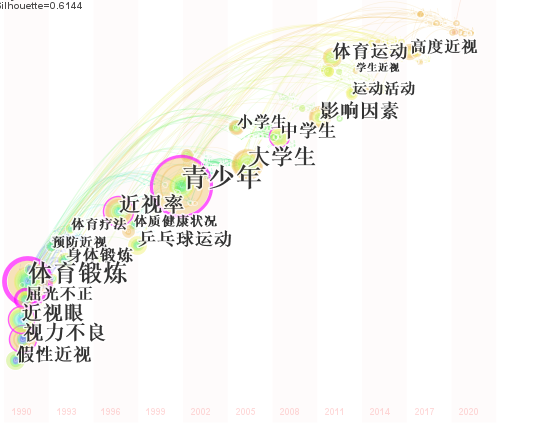 Silhouette=0.6144
体育运动
高度近视
学生近视
运动活动
影响因素
小学生
中学生
大学生
青少年
近视率
体质健康状况
体育疗法
乒乓球运动
预防近视
身体锻炼
体育锻炼
屈光不正
近视眼
视力不良
假性近视
1990 1993 1996 1999 2002 2005 2008 2011 2014 2017 2020